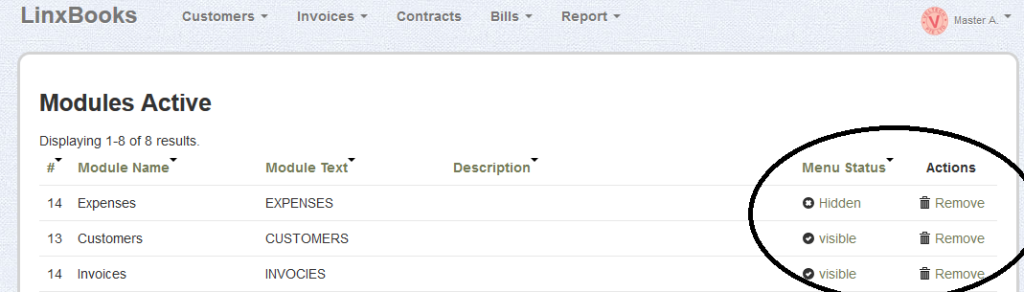 LinxBooks Customers Invoices Contracts Bills Report Master A.
Modules Active
Displaying 1-8 of 8 results.
# Module Name Module Text Description Menu Status Actions
14 Expenses EXPENSES Hidden Remove
13 Customers CUSTOMERS visible Remove
14 Invoices INVOCIES visible Remove